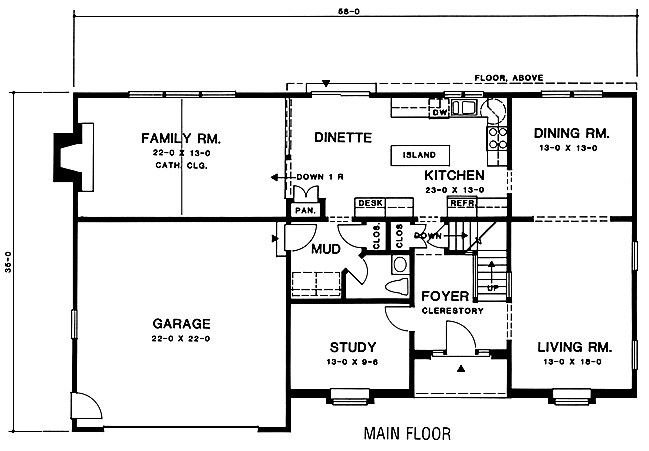 58-0
FLOOR, ABOVE
FAMILY RM.
22-0 X 13-0
CATH. CLG.
DINETTE
DW
ISLAND
KITCHEN
23-0 X 13-0
DINING RM.
13-0 X 13-0
DOWN 1 R
PAN.
DESK
REFR.
36-0
MUD
CLOS.
CLOS
DOWN
UP
FOYER
CLERESTORY
GARAGE
22-0 X 22-0
STUDY
13-0 X 9-6
LIVING RM.
13-0 X 18-0
MAIN FLOOR